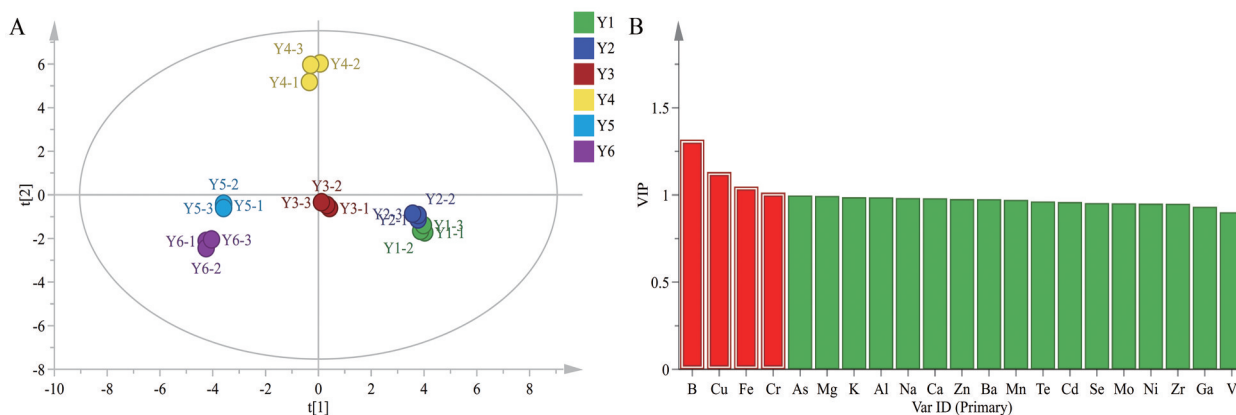 A
B
Y1
Y2
Y3
Y4
Y5
Y6
Y4-3
Y4-2
Y4-1
Y5-2
Y5-3
Y5-1
Y6-1
Y6-3
Y6-2
Y3-2
Y3-3
Y3-1
Y2-2
Y2-3
Y2-1
Y1-3
Y1-1
Y1-2
t[2]
6
4
2
0
-2
-4
-6
-8
-10 -8 -6 -4 -2 0 2 4 6 8
t[1]
VIP
1.5
1
0.5
0
B Cu Fe Cr As Mg K Al Na Ca Zn Ba Mn Te Cd Se Mo Ni Zr Ga V
Var ID (Primary)